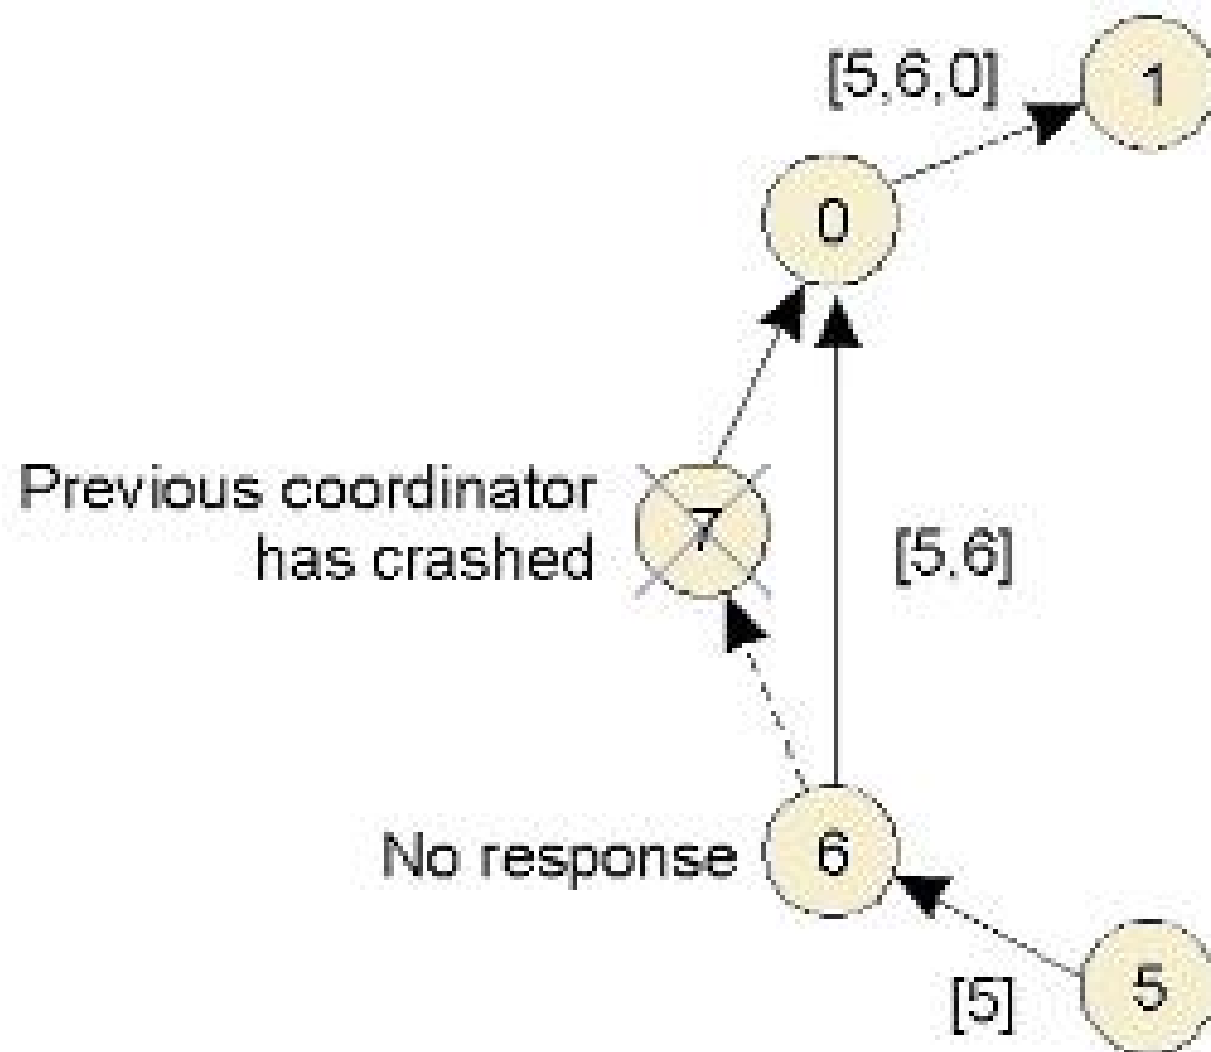 [5,6,0]
1
0
Previous coordinator
has crashed
7
[5,6]
No response
6
[5]
5